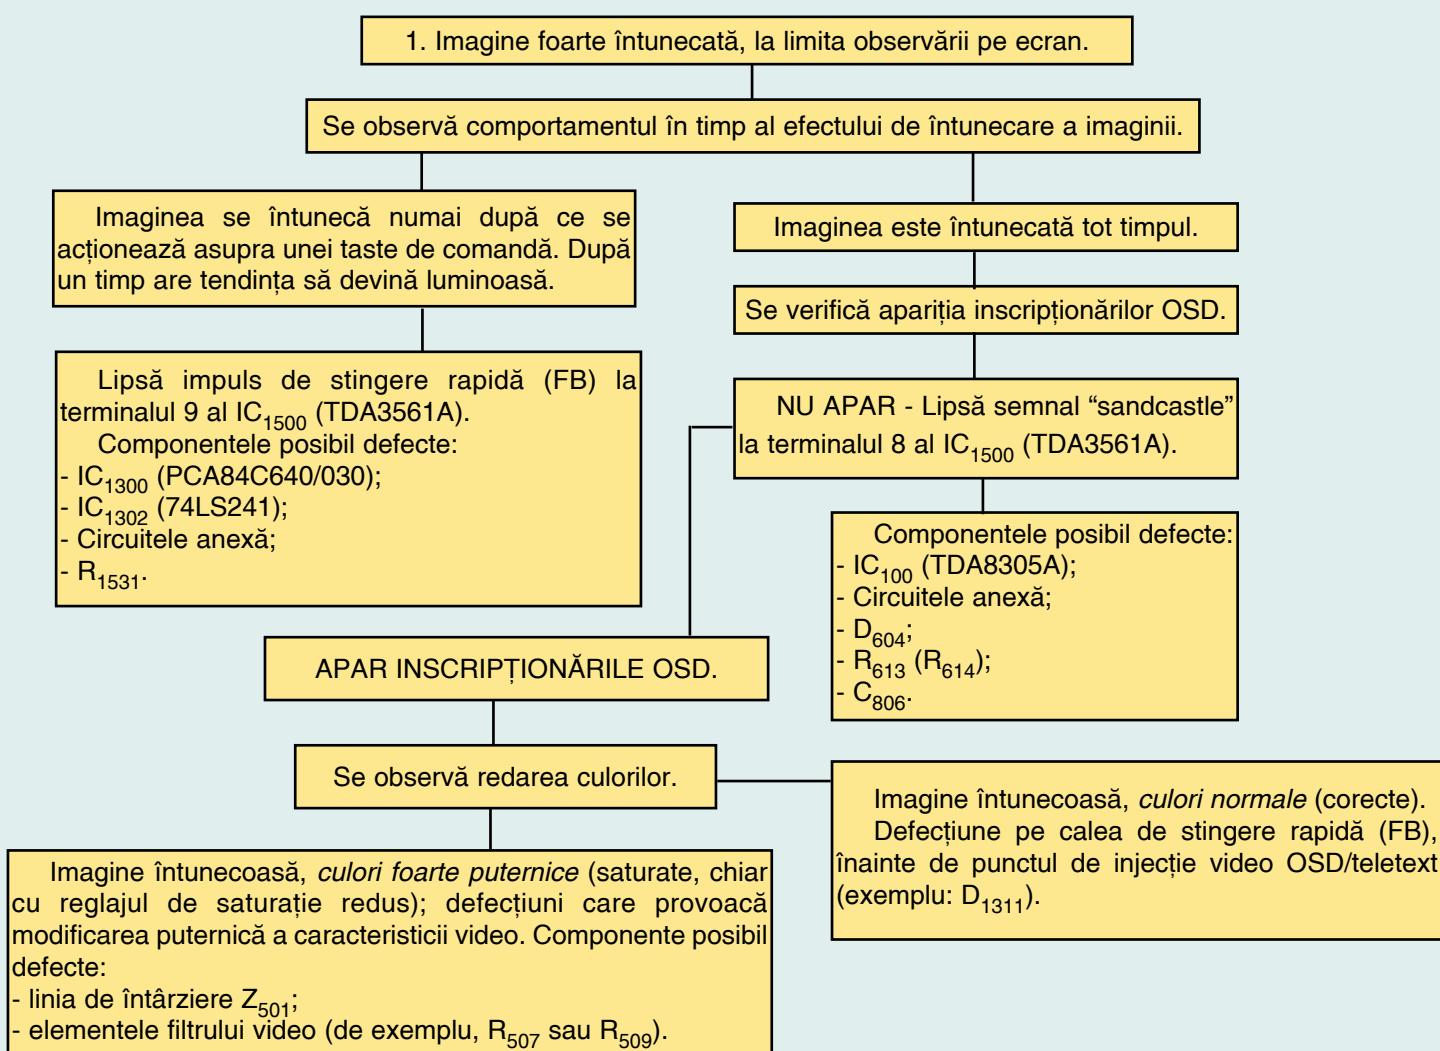 1. Imagine foarte întunecată, la limita observării pe ecran.
Se observă comportamentul în timp al efectului de întunecare a imaginii.
Imaginea se întunecă numai după ce se
acționează asupra unei taste de comandă. După
un timp are tendința să devină luminoasă.
Lipsă impuls de stingere rapidă (FB) la
terminalul 9 al IC1500 (TDA3561A).
Componentele posibil defecte:
- IC1300 (PCA84C640/030);
- IC1302 (74LS241);
- Circuitele anexă;
- R1531.
Imaginea este întunecată tot timpul.
Se verifică apariția inscripționărilor OSD.
NU APAR - Lipsă semnal “sandcastle”
la terminalul 8 al IC1500 (TDA3561A).
Componentele posibil defecte:
- IC100 (TDA8305A);
- Circuitele anexă;
- D604;
- R613 (R614);
- C806.
APAR INSCRIPȚIONĂRILE OSD.
Se observă redarea culorilor.
Imagine întunecoasă, culori normale (corecte).
Defecțiune pe calea de stingere rapidă (FB),
înainte de punctul de injecție video OSD/teletext
(exemplu: D1311).
Imagine întunecoasă, culori foarte puternice (saturate, chiar
cu reglajul de saturație redus); defecțiuni care provoacă
modificarea puternică a caracteristicii video. Componente posibil
defecte:
- linia de întârziere Z501;
- elementele filtrului video (de exemplu, R507 sau R509).